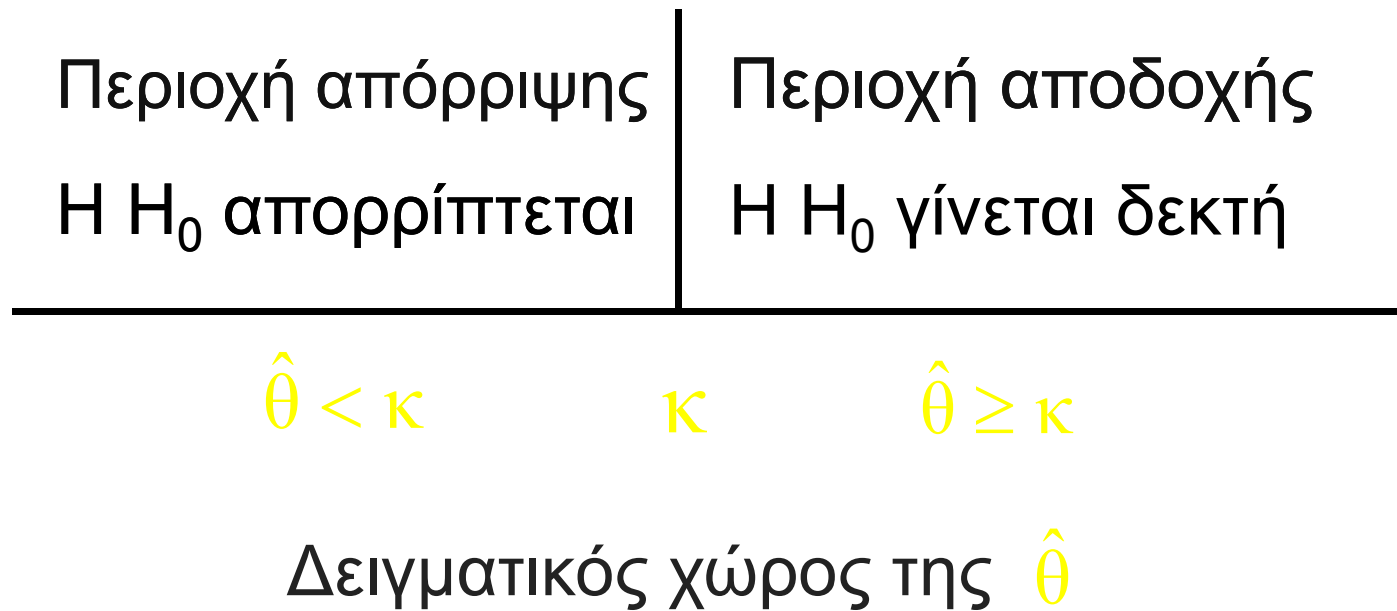 Περιοχή απόρριψης
Η H₀ απορρίπτεται
Περιοχή αποδοχής
Η H₀ γίνεται δεκτή
θ̂ < κ
κ
θ̂ ≥ κ
Δειγματικός χώρος της θ̂